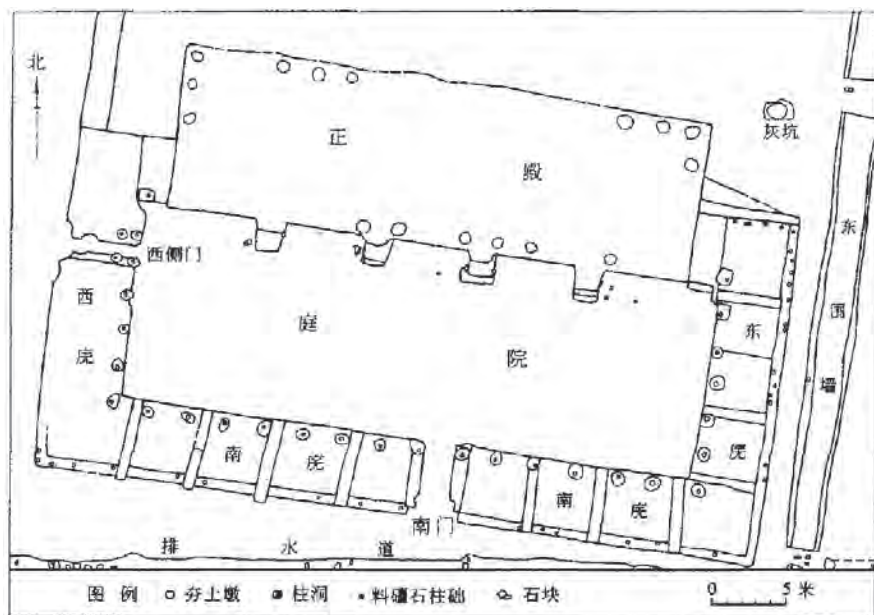 北
正
殿
灰坑
西侧门
西
庑
庭
院
东
庑
东
围
墙
南
庑
南
庑
南门
排 水 道
图 例 夯土墩 柱洞 料礓石柱础 石块
0 5 米